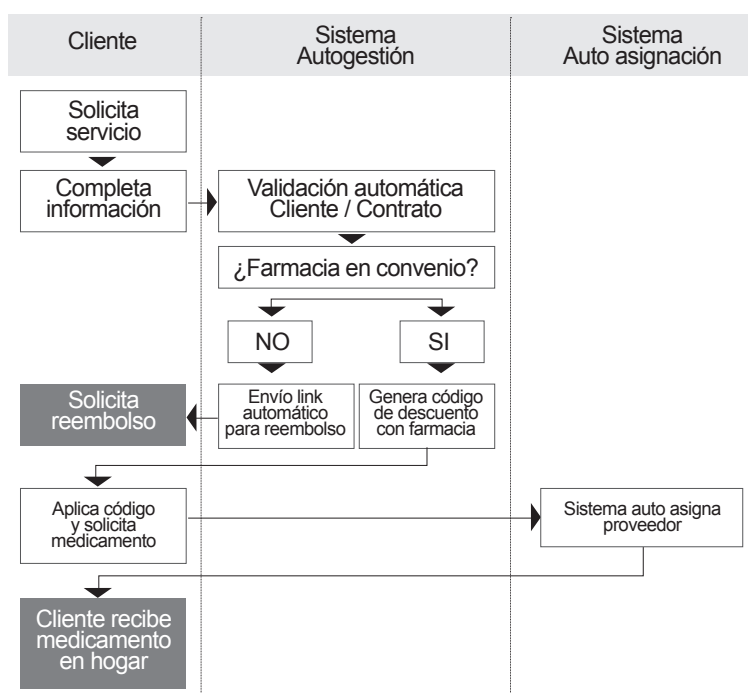 Cliente
Sistema
Autogestión
Sistema
Auto asignación
Solicita
servicio
Completa
información
Validación automática
Cliente / Contrato
¿Farmacia en convenio?
NO
SI
Solicita
reembolso
Envío link
automático
para reembolso
Genera código
de descuento
con farmacia
Aplica código
y solicita
medicamento
Sistema auto asigna
proveedor
Cliente recibe
medicamento
en hogar